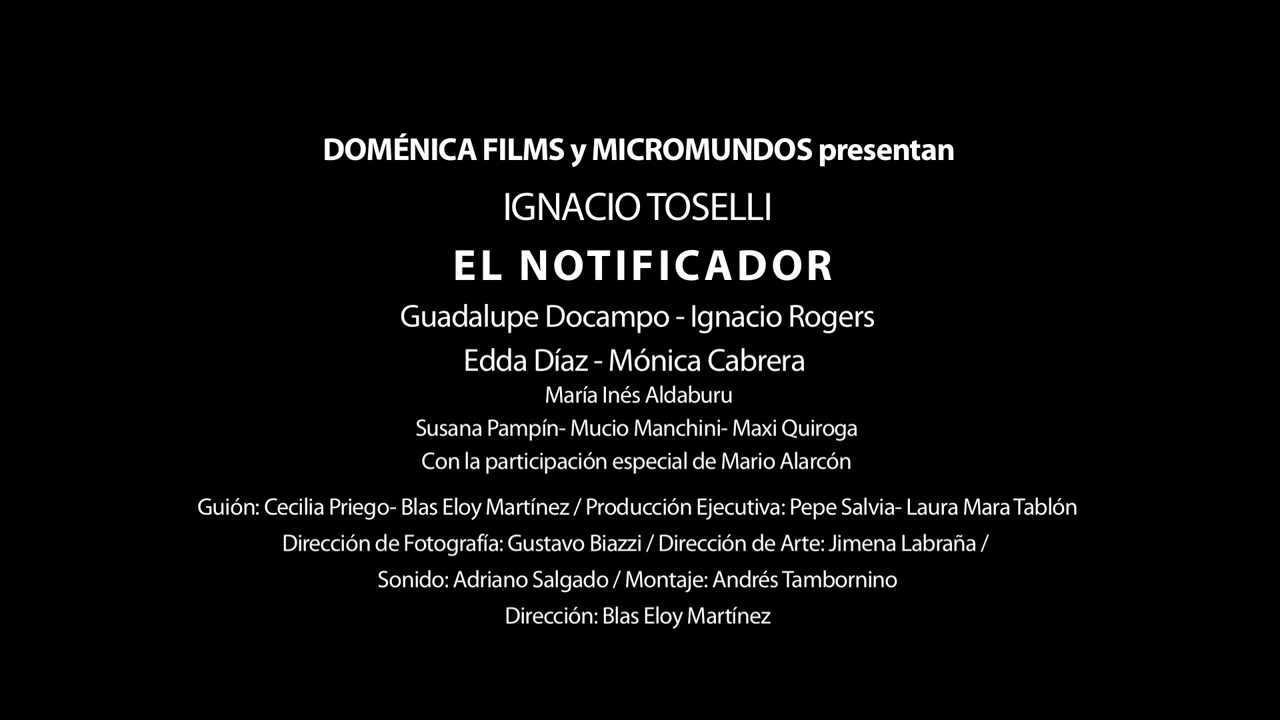 DOMÉNICA FILMS y MICROMUNDOS presentan
IGNACIO TOSELLI
EL NOTIFICADOR
Guadalupe Docampo - Ignacio Rogers
Edda Díaz - Mónica Cabrera
María Inés Aldaburu
Susana Pampín- Mucio Manchini- Maxi Quiroga
Con la participación especial de Mario Alarcón
Guión: Cecilia Priego- Blas Eloy Martínez / Producción Ejecutiva: Pepe Salvia- Laura Mara Tablón
Dirección de Fotografía: Gustavo Biazzi / Dirección de Arte: Jimena Labraña /
Sonido: Adriano Salgado / Montaje: Andrés Tambornino
Dirección: Blas Eloy Martínez